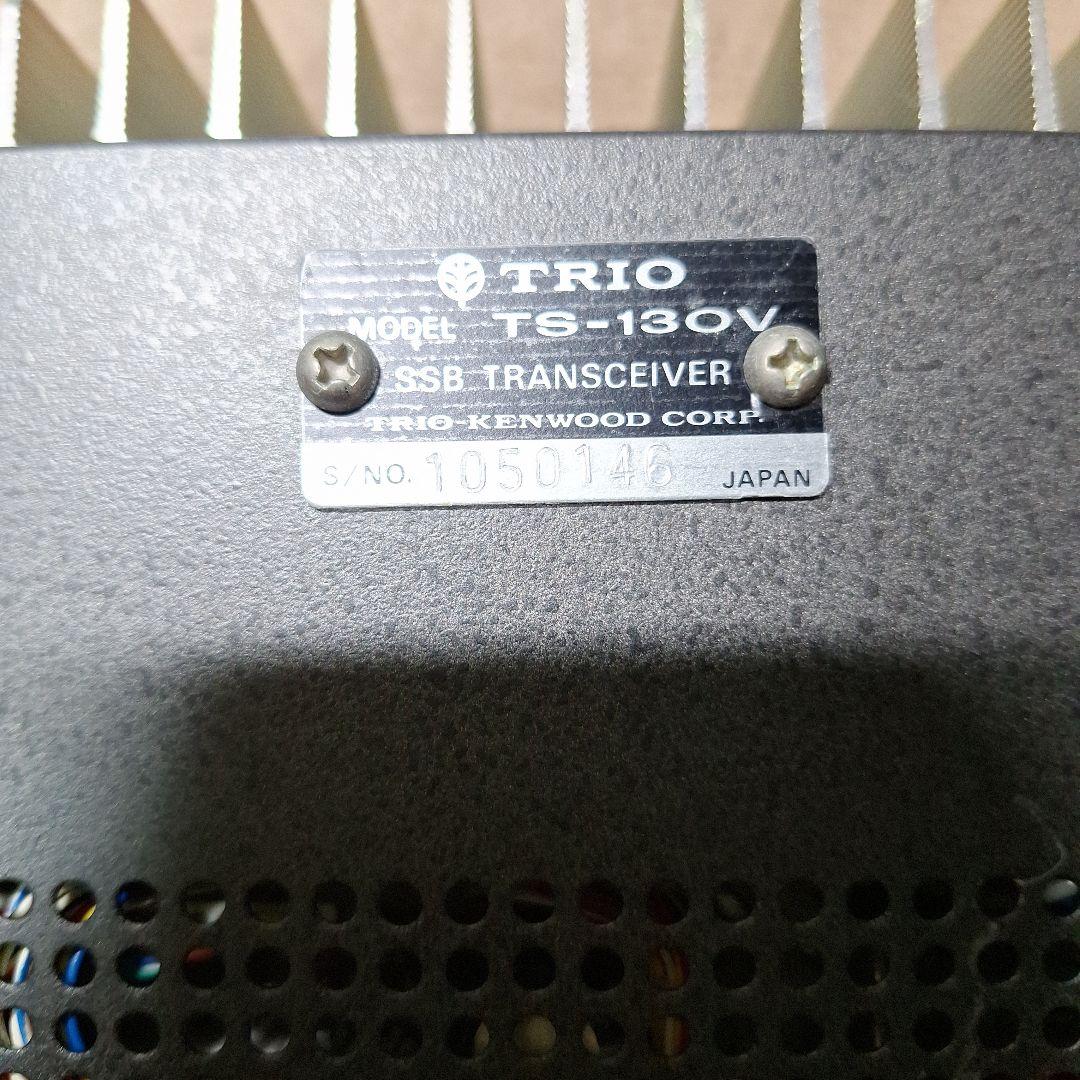 TRIO
MODEL TS-130V
SSB TRANSCEIVER
TRIO-KENWOOD CORP.
S/NO. 1050146 JAPAN